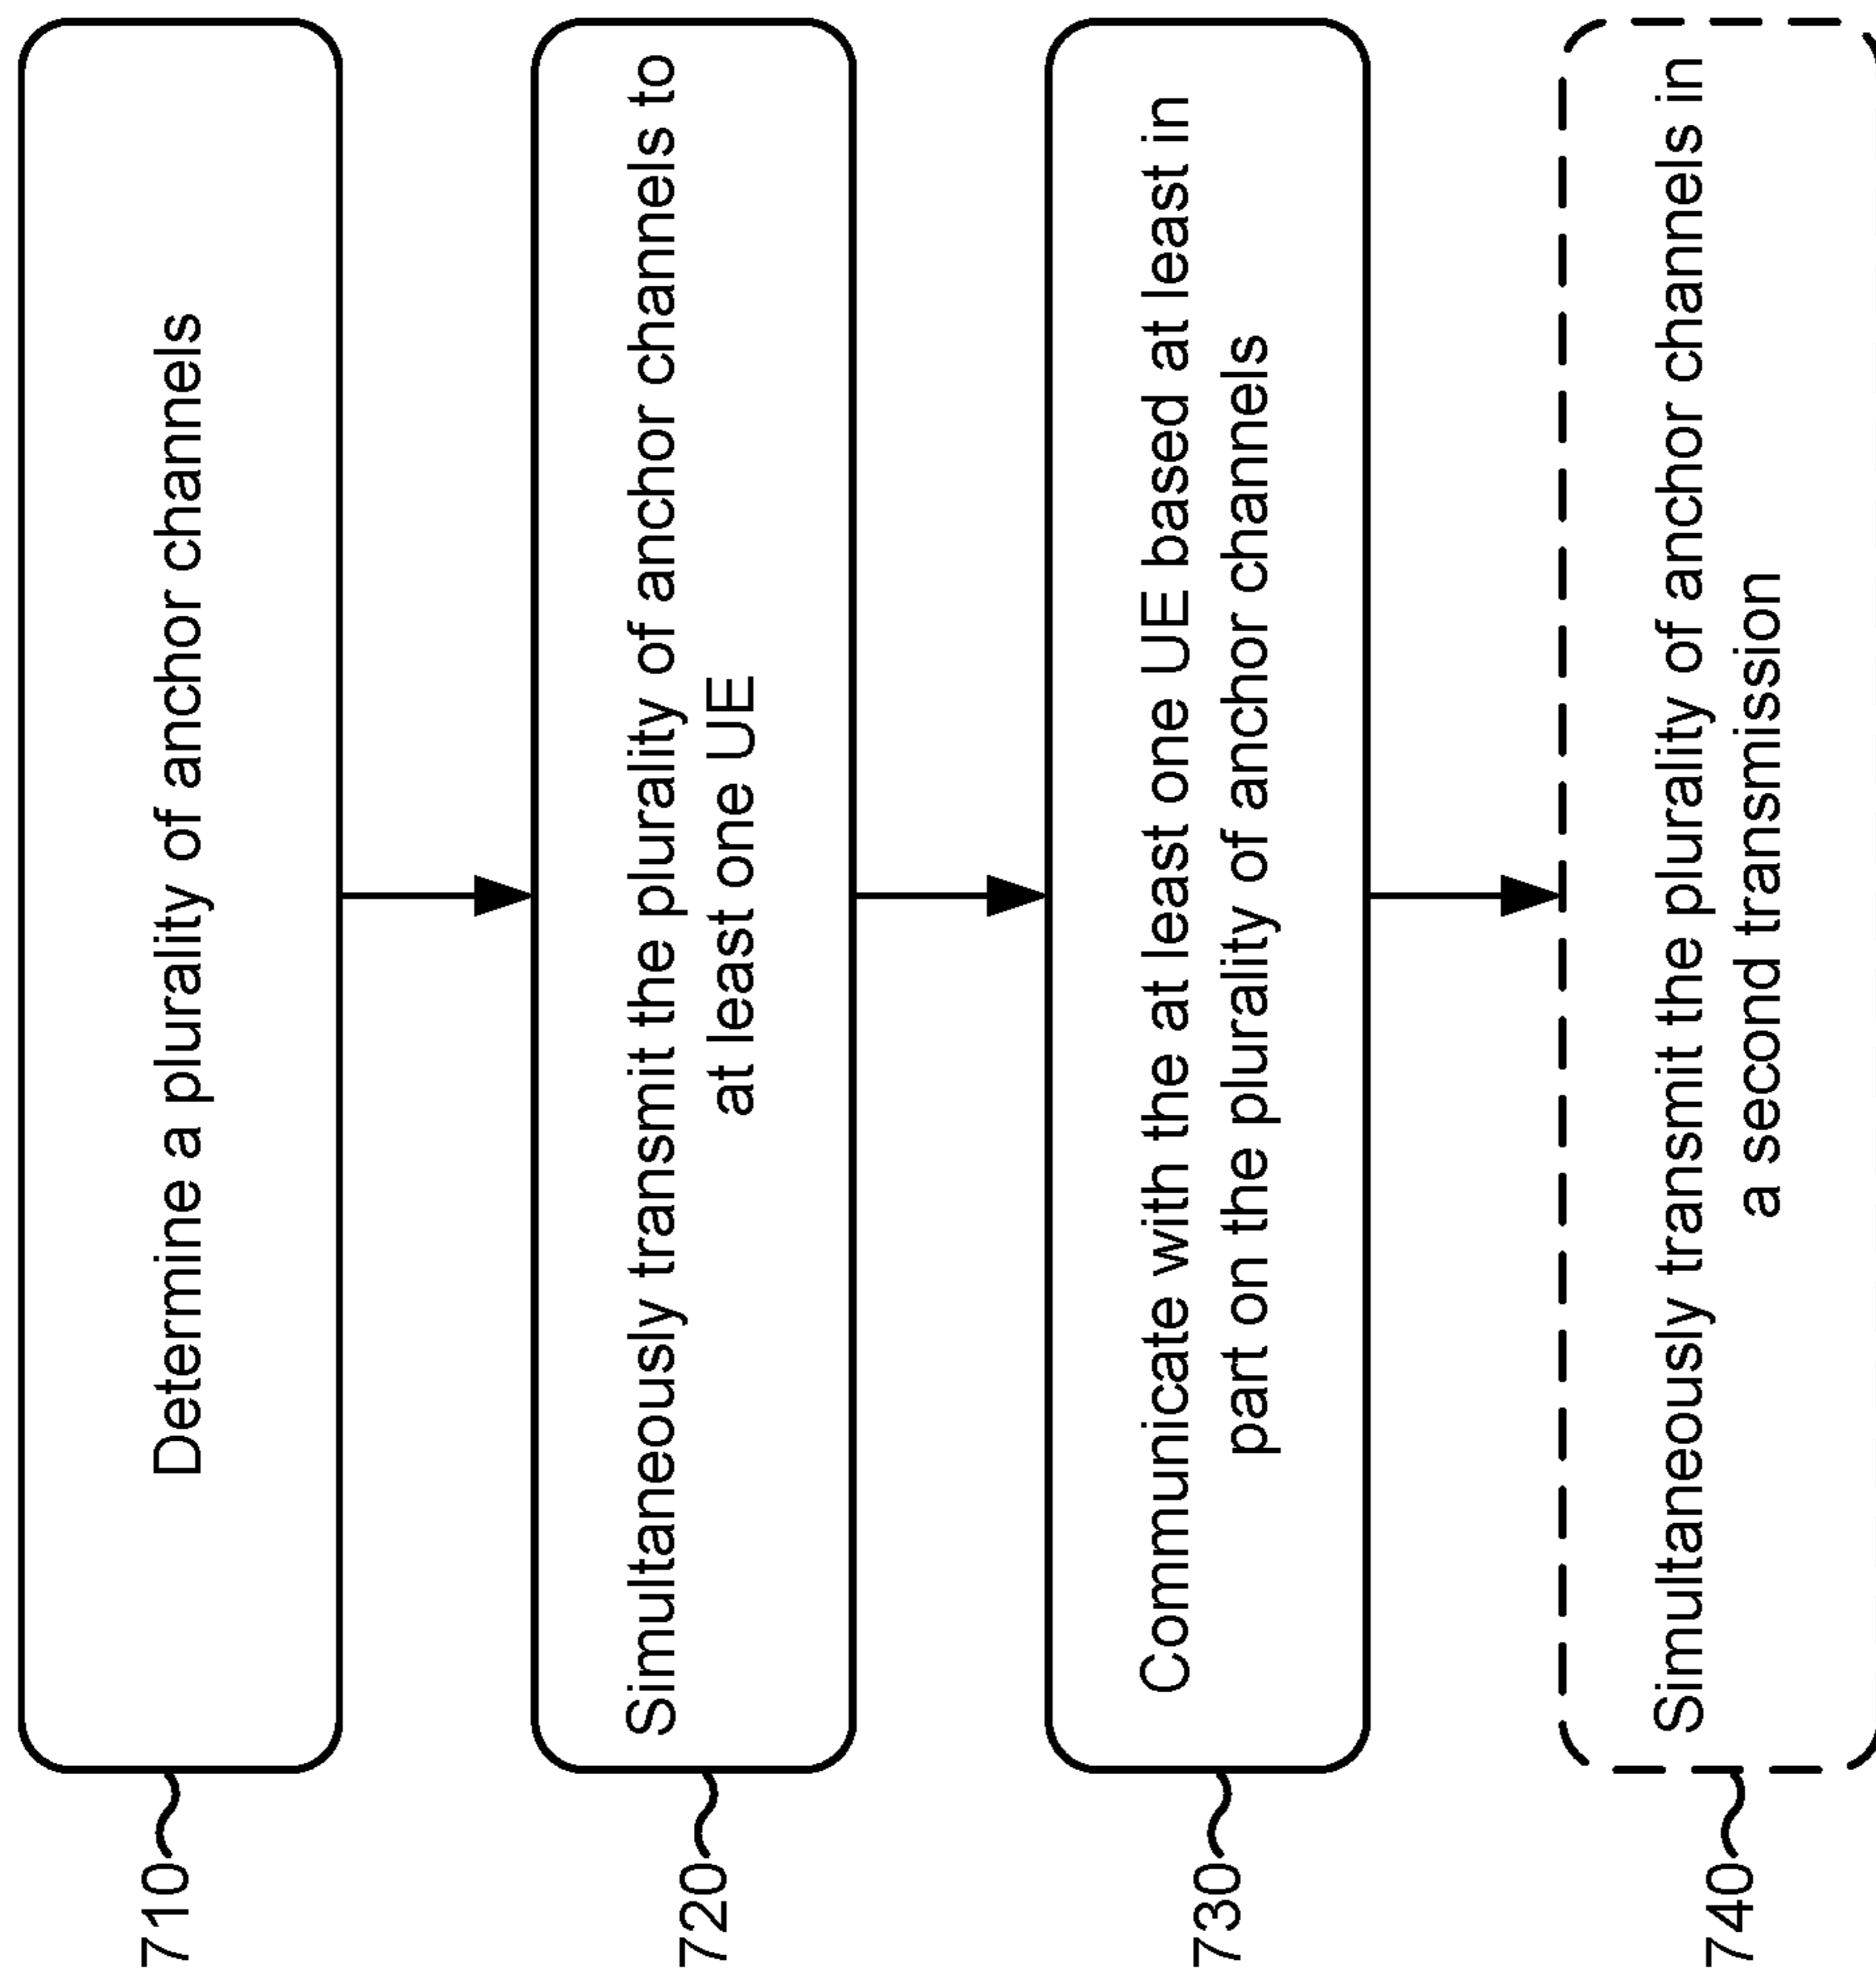 710
Determine a plurality of anchor channels
720
Simultaneously transmit the plurality of anchor channels to
at least one UE
730
Communicate with the at least one UE based at least in
part on the plurality of anchor channels
740
Simultaneously transmit the plurality of anchor channels in
a second transmission